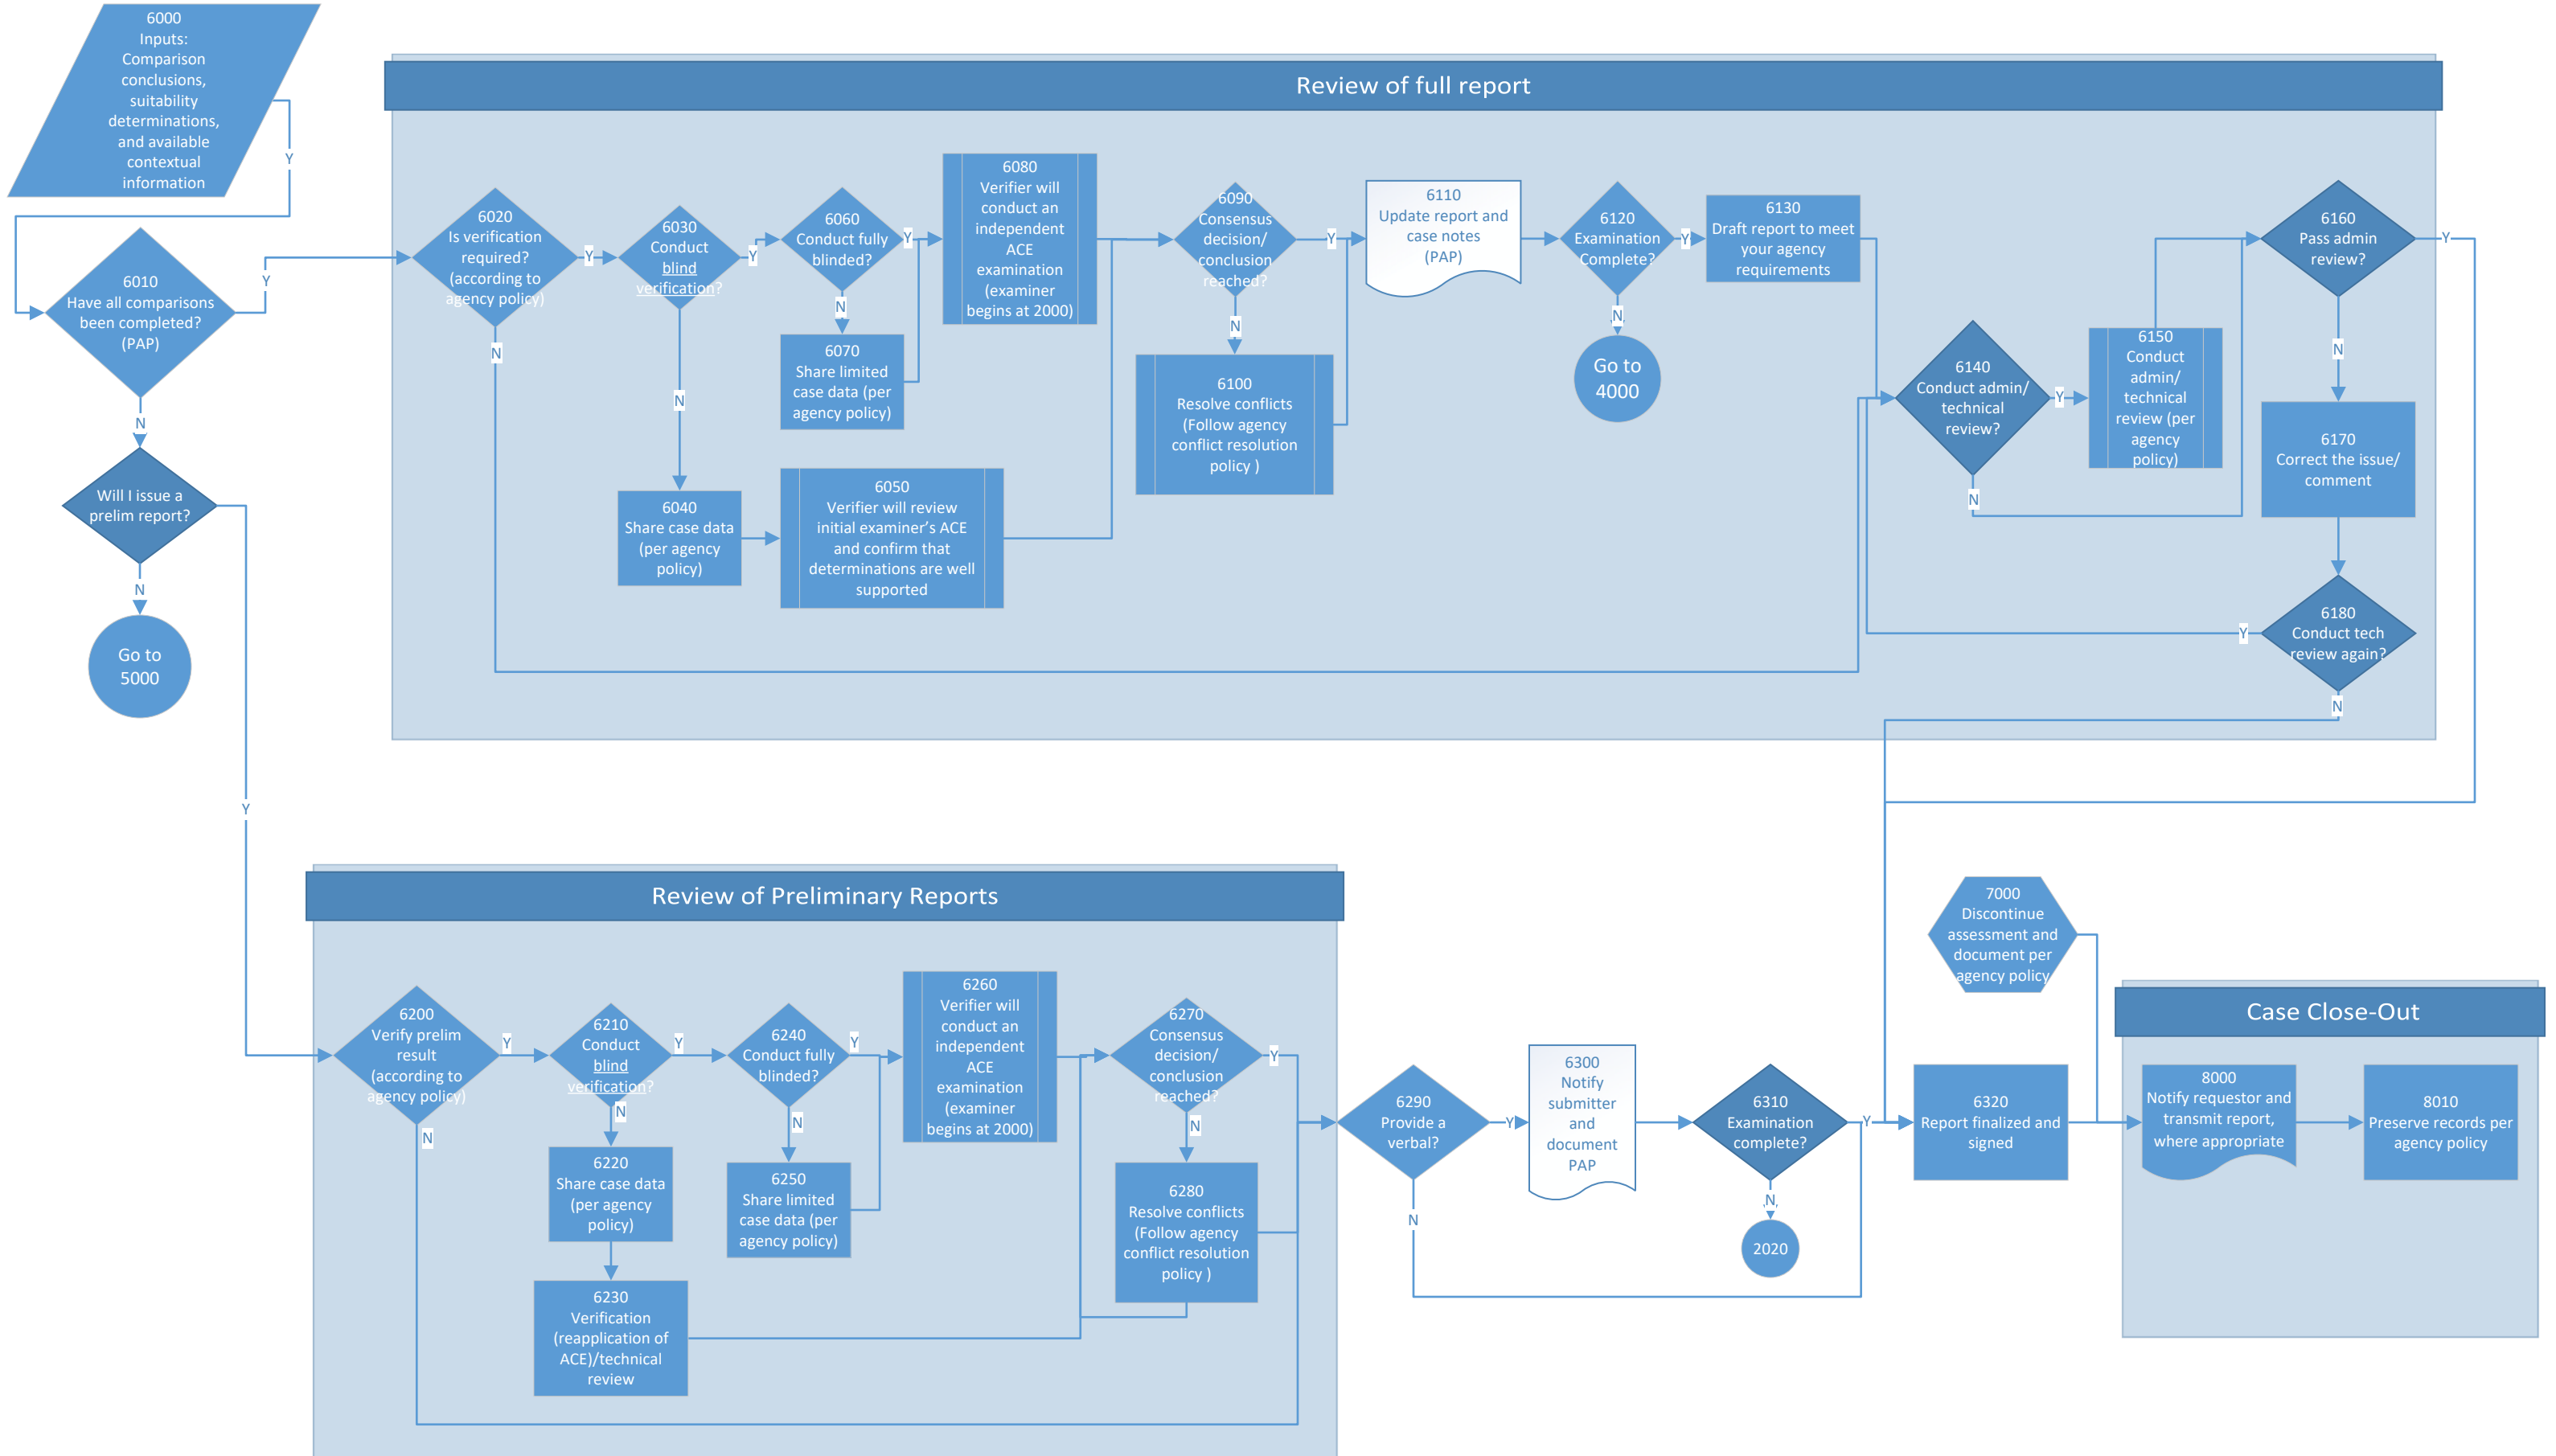 6000
Inputs:
Comparison
conclusions,
suitability
determinations,
and available
contextual
information
Y
6010
Have all comparisons
been completed?
(PAP)
Y
N
Will I issue a
prelim report?
Y
N
Go to
5000
Review of full report
6020
Is verification
required?
(according to
agency policy)
Y
N
6030
Conduct
blind
verification?
Y
N
6040
Share case data
(per agency
policy)
6050
Verifier will review
initial examiner’s ACE
and confirm that
determinations are well
supported
6060
Conduct fully
blinded?
Y
N
6070
Share limited
case data (per
agency policy)
6080
Verifier will
conduct an
independent
ACE
examination
(examiner
begins at 2000)
6090
Consensus
decision/
conclusion
reached?
Y
N
6100
Resolve conflicts
(Follow agency
conflict resolution
policy )
6110
Update report and
case notes
(PAP)
6120
Examination
Complete?
Y
N
Go to
4000
6130
Draft report to meet
your agency
requirements
6140
Conduct admin/
technical
review?
Y
N
6150
Conduct
admin/
technical
review (per
agency
policy)
6160
Pass admin
review?
Y
N
6170
Correct the issue/
comment
6180
Conduct tech
review again?
Y
N
Review of Preliminary Reports
6200
Verify prelim
result
(according to
agency policy)
Y
N
6210
Conduct
blind
verification?
Y
N
6220
Share case data
(per agency
policy)
6230
Verification
(reapplication of
ACE)/technical
review
6240
Conduct fully
blinded?
Y
N
6250
Share limited
case data (per
agency policy)
6260
Verifier will
conduct an
independent
ACE
examination
(examiner
begins at 2000)
6270
Consensus
decision/
conclusion
reached?
Y
N
6280
Resolve conflicts
(Follow agency
conflict resolution
policy )
6290
Provide a
verbal?
Y
N
6300
Notify
submitter
and
document
PAP
6310
Examination
complete?
Y
N
2020
6320
Report finalized and
signed
7000
Discontinue
assessment and
document per
agency policy
Case Close-Out
8000
Notify requestor and
transmit report,
where appropriate
8010
Preserve records per
agency policy